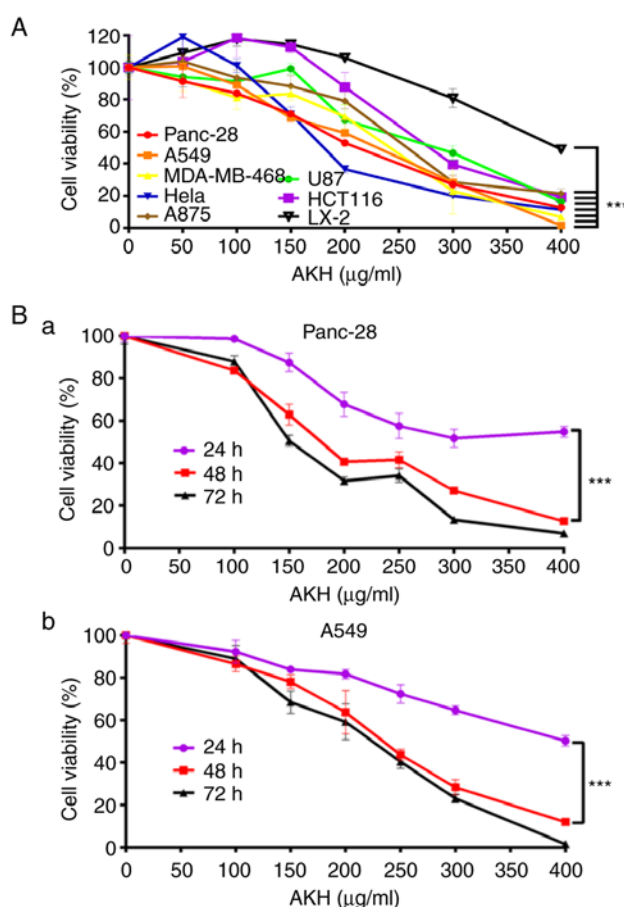 A
120
100
80
60
40
20
0
Cell viability (%)
Panc-28
A549
MDA-MB-468
Hela
A875
U87
HCT116
LX-2
***
0 50 100 150 200 250 300 350 400
AKH (μg/ml)
B a
Panc-28
100
80
60
40
20
0
Cell viability (%)
24 h
48 h
72 h
***
0 50 100 150 200 250 300 350 400
AKH (μg/ml)
b
A549
100
80
60
40
20
0
Cell viability (%)
24 h
48 h
72 h
***
0 50 100 150 200 250 300 350 400
AKH (μg/ml)